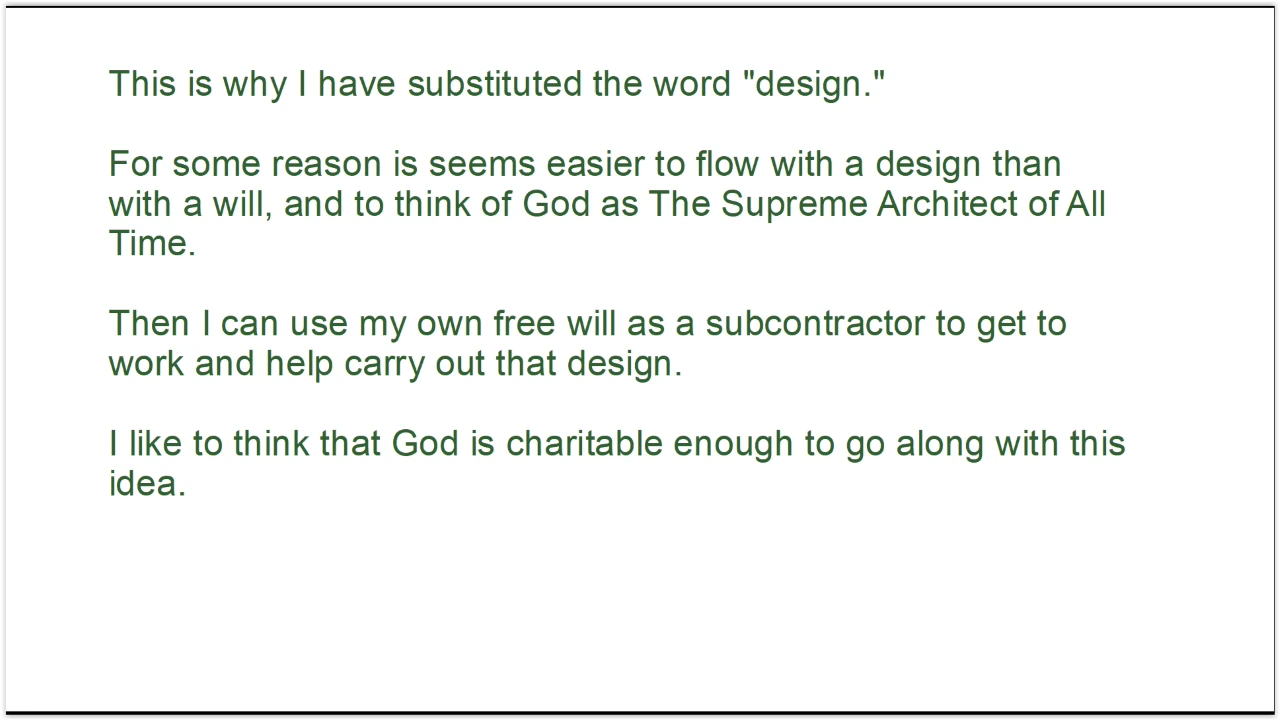 This is why I have substituted the word "design."
For some reason is seems easier to flow with a design than
with a will, and to think of God as The Supreme Architect of All
Time.
Then I can use my own free will as a subcontractor to get to
work and help carry out that design.
I like to think that God is charitable enough to go along with this
idea.